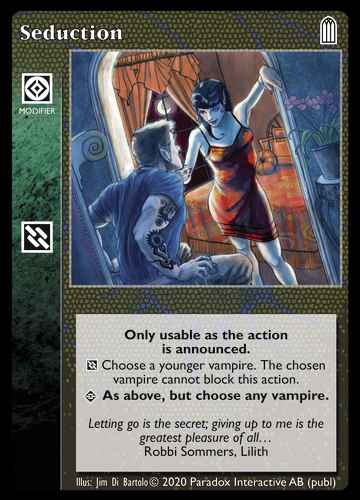 Seduction
MODIFIER
Only usable as the action
is announced.
Choose a younger vampire. The chosen
vampire cannot block this action.
As above, but choose any vampire.
Letting go is the secret; giving up to me is the
greatest pleasure of all…
Robbi Sommers, Lilith
Illus: Jim Di Bartolo © 2020 Paradox Interactive AB (publ)